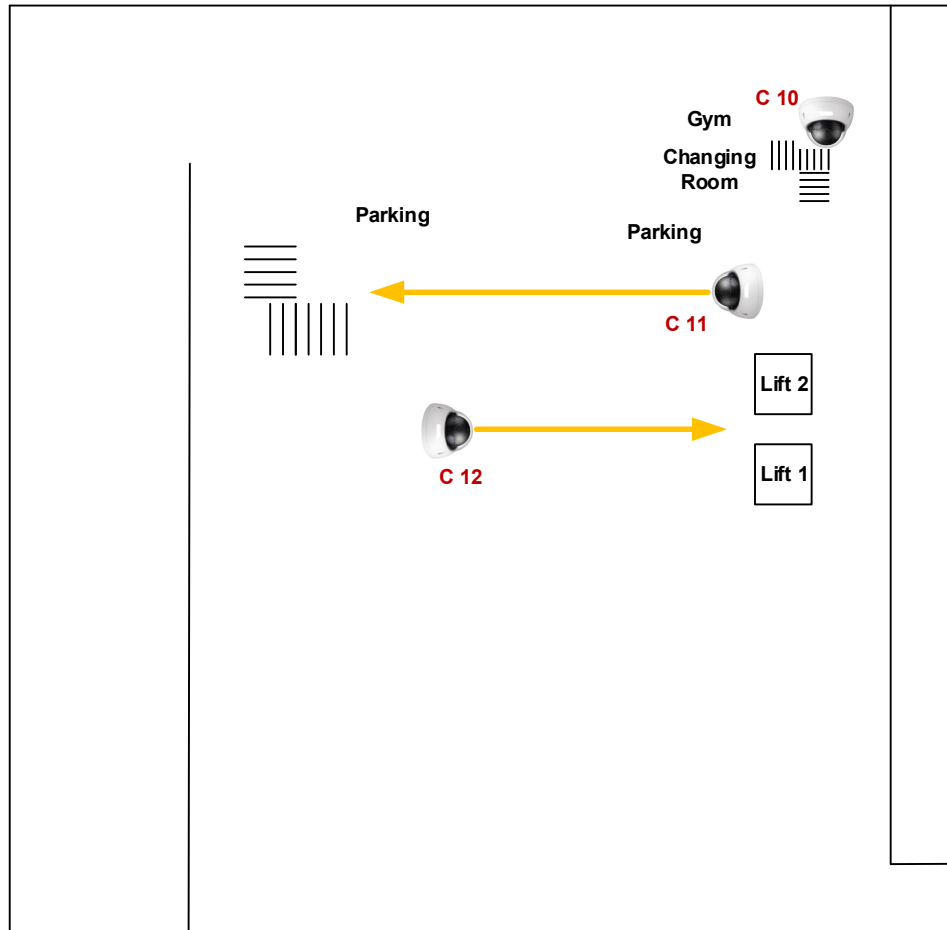 C 10
Gym
Changing
Room
Parking
Parking
C 11
Lift 2
C 12
Lift 1